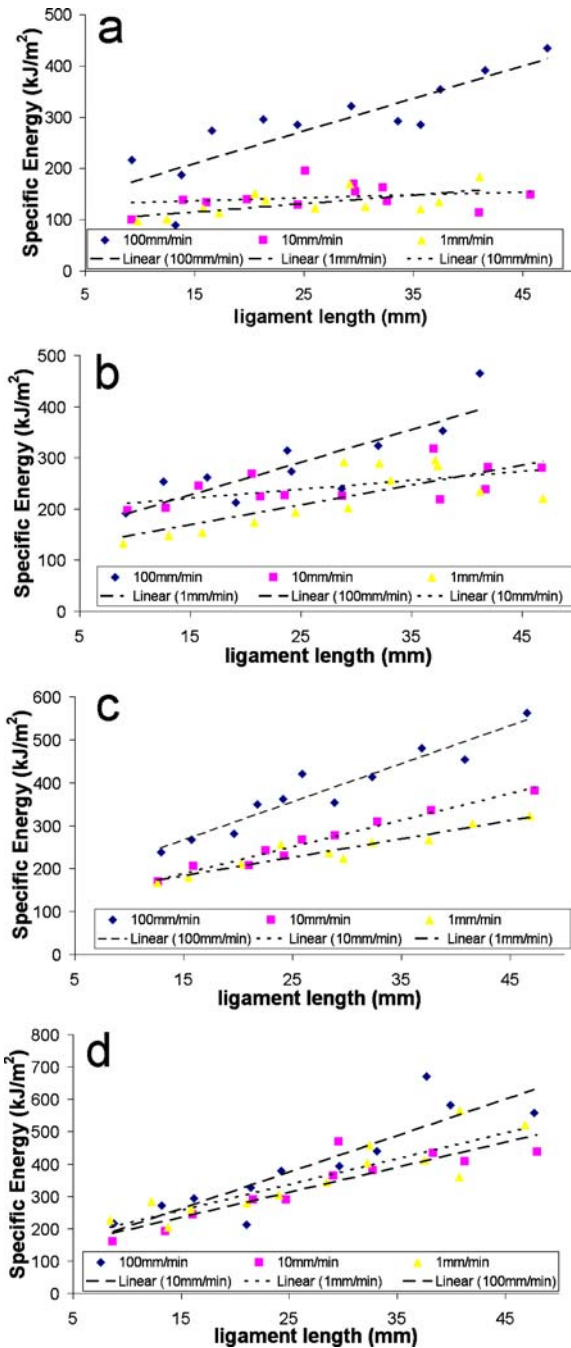 a
Specific Energy (kJ/m²)
500
400
300
200
100
0
100mm/min 10mm/min 1mm/min
Linear (100mm/min) Linear (1mm/min) Linear (10mm/min)
5 15 25 35 45
ligament length (mm)
b
Specific Energy (kJ/m²)
500
400
300
200
100
0
100mm/min 10mm/min 1mm/min
Linear (1mm/min) Linear (100mm/min) Linear (10mm/min)
5 15 25 35 45
ligament length (mm)
c
Specific Energy (kJ/m²)
600
500
400
300
200
100
0
100mm/min 10mm/min 1mm/min
Linear (100mm/min) Linear (10mm/min) Linear (1mm/min)
5 15 25 35 45
ligament length (mm)
d
Specific Energy (kJ/m²)
800
700
600
500
400
300
200
100
0
100mm/min 10mm/min 1mm/min
Linear (10mm/min) Linear (1mm/min) Linear (100mm/min)
5 15 25 35 45
ligament length (mm)